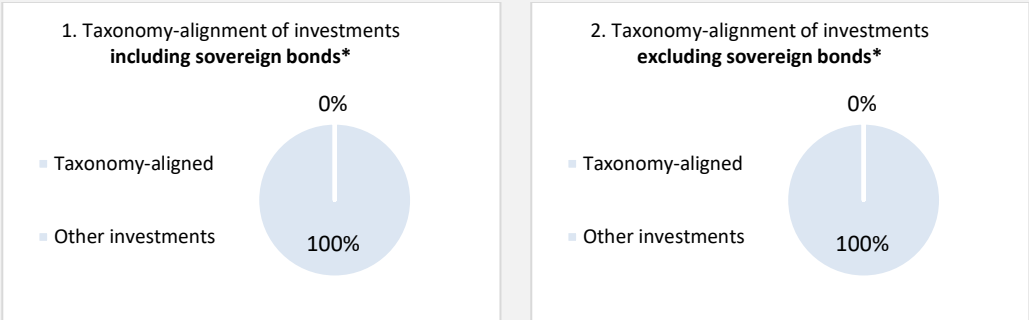 1. Taxonomy-alignment of investments
including sovereign bonds*
0%
Taxonomy-aligned
Other investments
100%
2. Taxonomy-alignment of investments
excluding sovereign bonds*
0%
Taxonomy-aligned
Other investments
100%